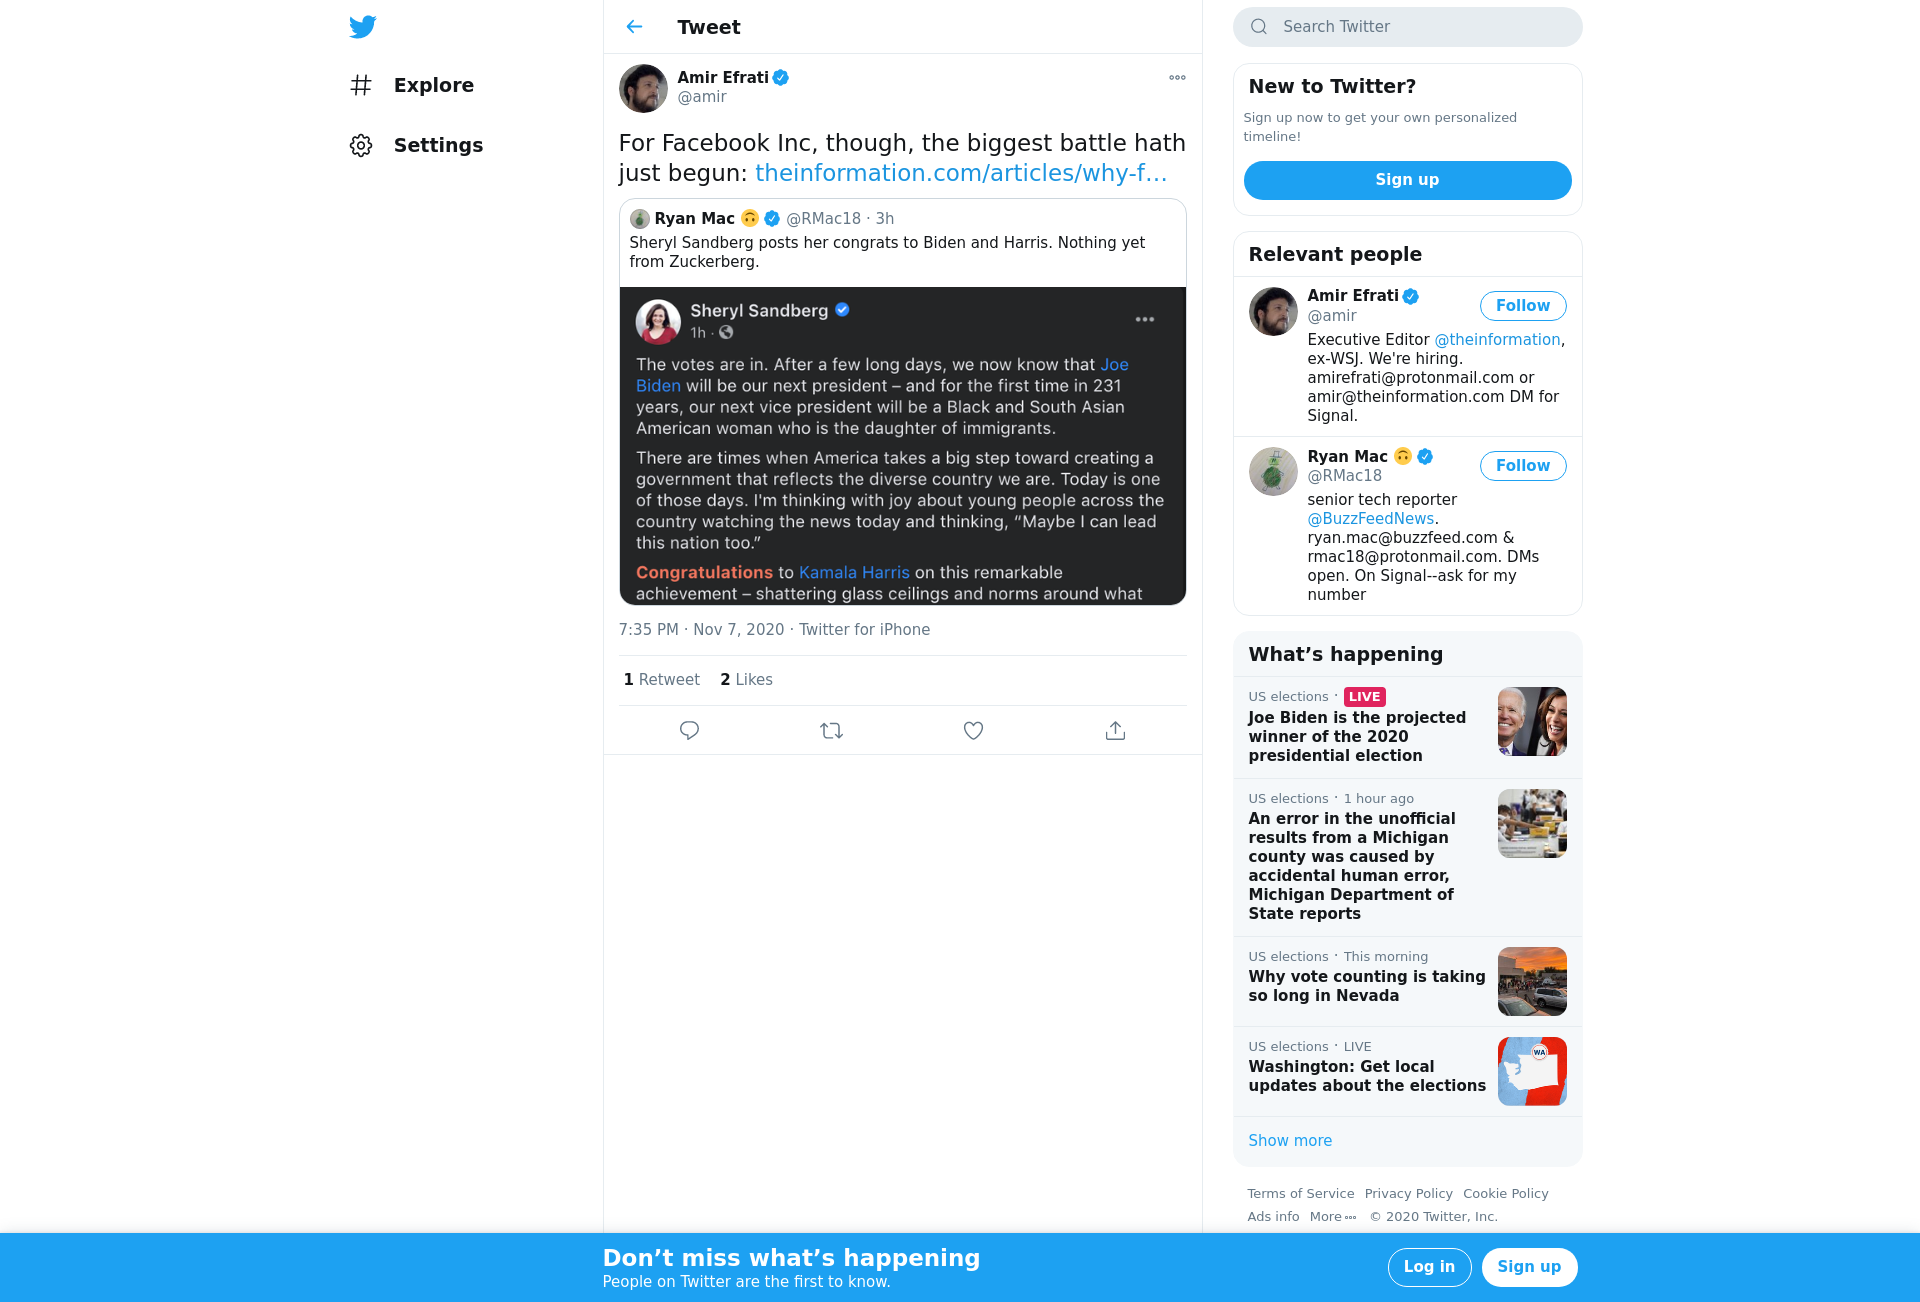 Explore
Settings
Tweet
Amir Efrati
@amir
For Facebook Inc, though, the biggest battle hath
just begun: theinformation.com/articles/why-f…
Ryan Mac 🙃 @RMac18 · 3h
Sheryl Sandberg posts her congrats to Biden and Harris. Nothing yet
from Zuckerberg.
Sheryl Sandberg
1h ·
The votes are in. After a few long days, we now know that Joe
Biden will be our next president – and for the first time in 231
years, our next vice president will be a Black and South Asian
American woman who is the daughter of immigrants.
There are times when America takes a big step toward creating a
government that reflects the diverse country we are. Today is one
of those days. I'm thinking with joy about young people across the
country watching the news today and thinking, “Maybe I can lead
this nation too.”
Congratulations to Kamala Harris on this remarkable
achievement – shattering glass ceilings and norms around what
7:35 PM · Nov 7, 2020 · Twitter for iPhone
1 Retweet 2 Likes
Search Twitter
New to Twitter?
Sign up now to get your own personalized
timeline!
Sign up
Relevant people
Amir Efrati
@amir
Follow
Executive Editor @theinformation,
ex-WSJ. We're hiring.
amirefrati@protonmail.com or
amir@theinformation.com DM for
Signal.
Ryan Mac 🙃
@RMac18
Follow
senior tech reporter
@BuzzFeedNews.
ryan.mac@buzzfeed.com &
rmac18@protonmail.com. DMs
open. On Signal--ask for my
number
What’s happening
US elections · LIVE
Joe Biden is the projected
winner of the 2020
presidential election
US elections · 1 hour ago
An error in the unofficial
results from a Michigan
county was caused by
accidental human error,
Michigan Department of
State reports
US elections · This morning
Why vote counting is taking
so long in Nevada
US elections · LIVE
Washington: Get local
updates about the elections
WA
Show more
Terms of Service Privacy Policy Cookie Policy
Ads info More © 2020 Twitter, Inc.
Don’t miss what’s happening
People on Twitter are the first to know.
Log in
Sign up